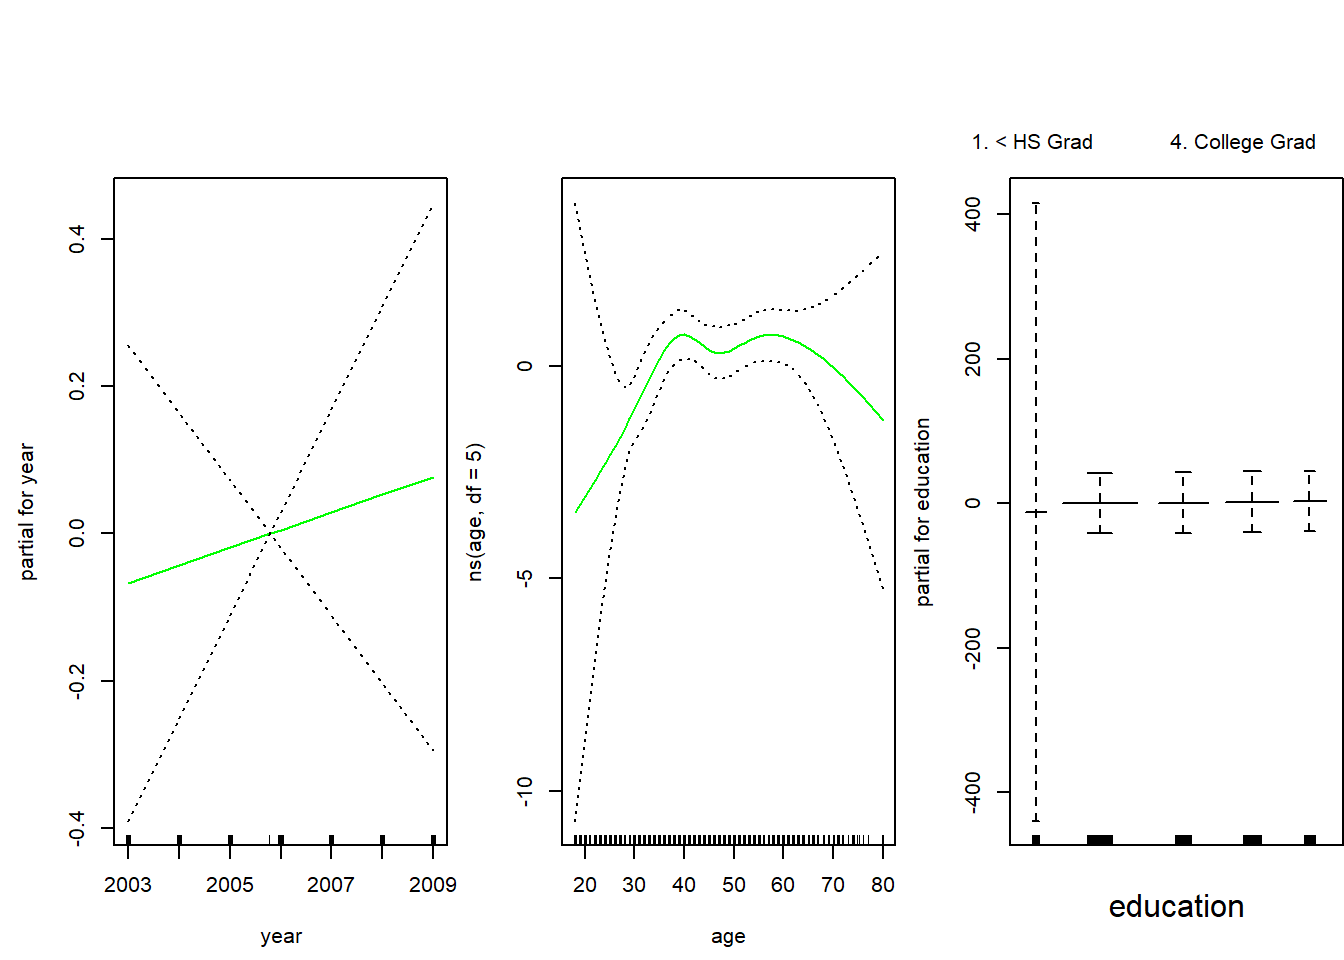 partial for year
0.4
0.2
0.0
-0.2
-0.4
2003 2005 2007 2009
year
ns(age, df = 5)
0
-5
-10
20 30 40 50 60 70 80
age
1. < HS Grad 4. College Grad
partial for education
400
200
0
-200
-400
education